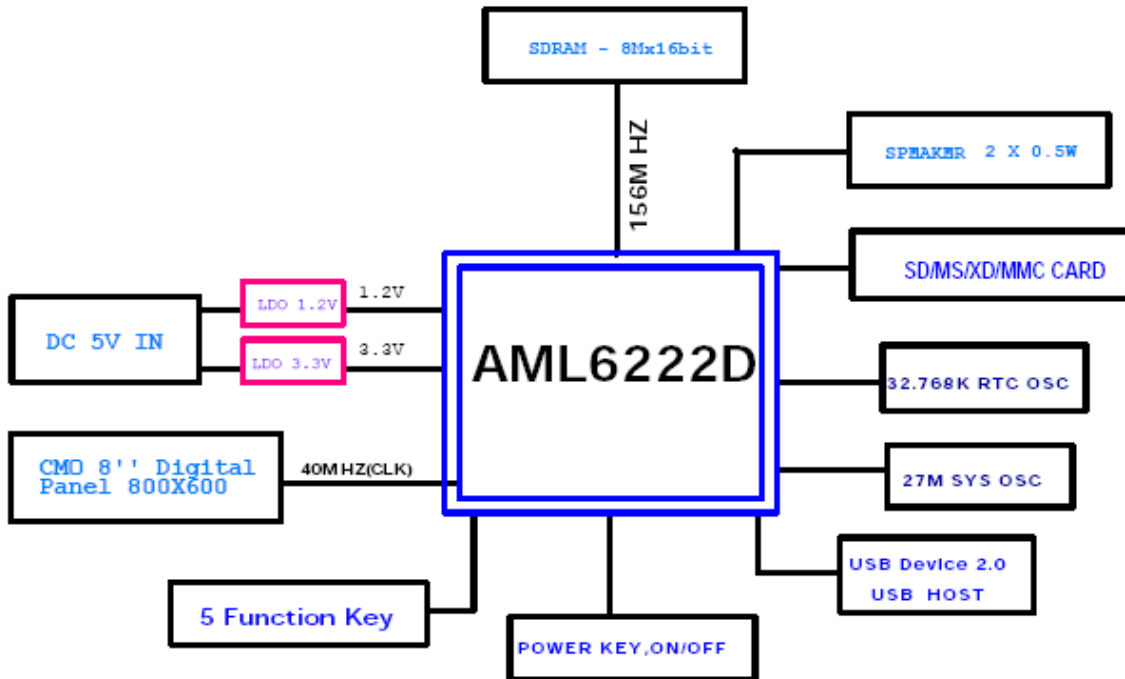 SDRAM - 8Mx16bit
156M HZ
SPEAKER 2 X 0.5W
SD/MS/XD/MMC CARD
DC 5V IN
LDO 1.2V
1.2V
LDO 3.3V
3.3V
AML6222D
32.768K RTC OSC
CMO 8'' Digital
Panel 800X600
40M HZ(CLK)
27M SYS OSC
USB Device 2.0
USB HOST
5 Function Key
POWER KEY,ON/OFF